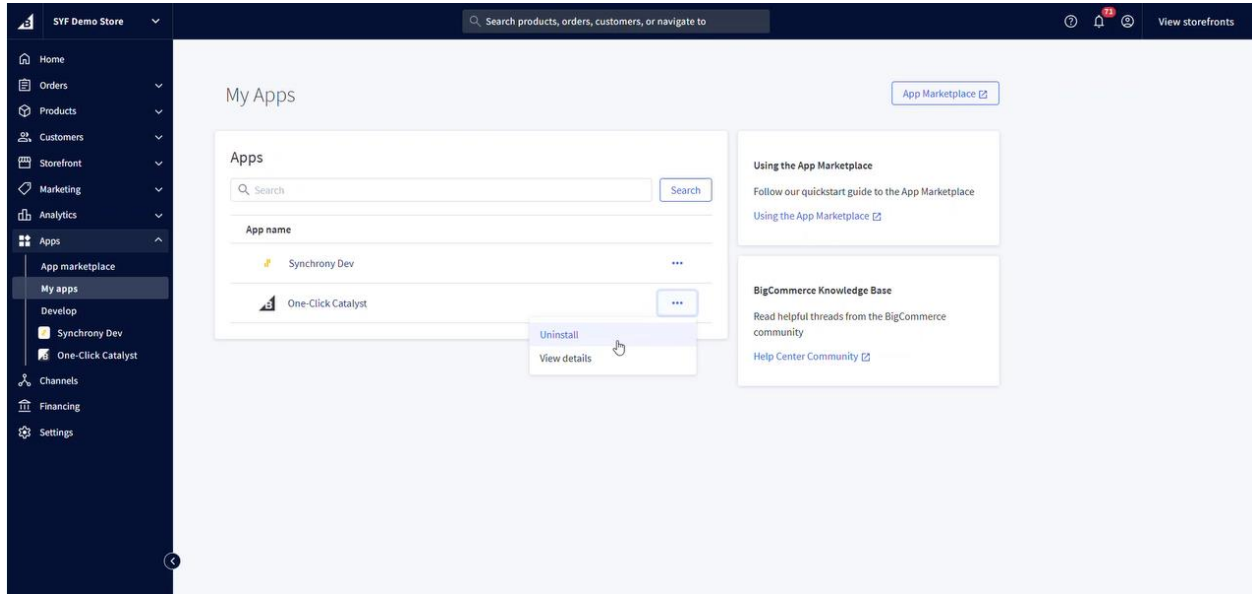 SYF Demo Store
Search products, orders, customers, or navigate to
71
View storefronts
Home
Orders
Products
Customers
Storefront
Marketing
Analytics
Apps
App marketplace
My apps
Develop
Synchrony Dev
One-Click Catalyst
Channels
Financing
Settings
My Apps
App Marketplace
Apps
Search
Search
App name
Synchrony Dev
One-Click Catalyst
Uninstall
View details
Using the App Marketplace
Follow our quickstart guide to the App Marketplace
Using the App Marketplace
BigCommerce Knowledge Base
Read helpful threads from the BigCommerce
community
Help Center Community